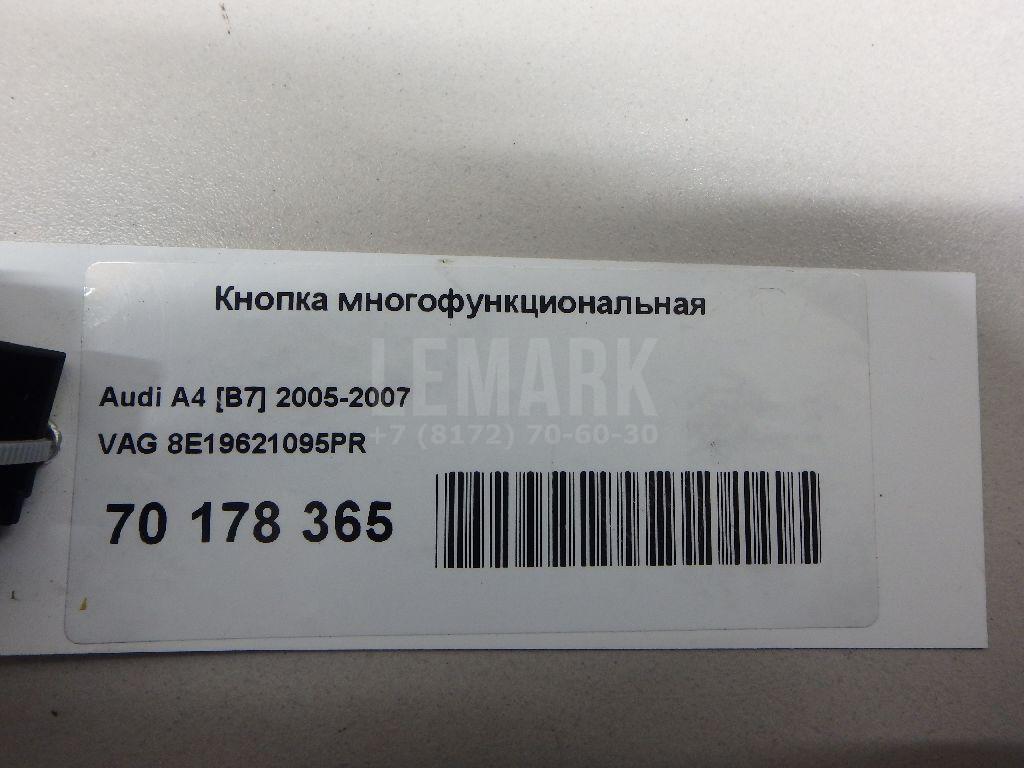 Кнопка многофункциональная
LEMARK
Audi A4 [B7] 2005-2007
+7 (8172) 70-60-30
VAG 8E19621095PR
70 178 365